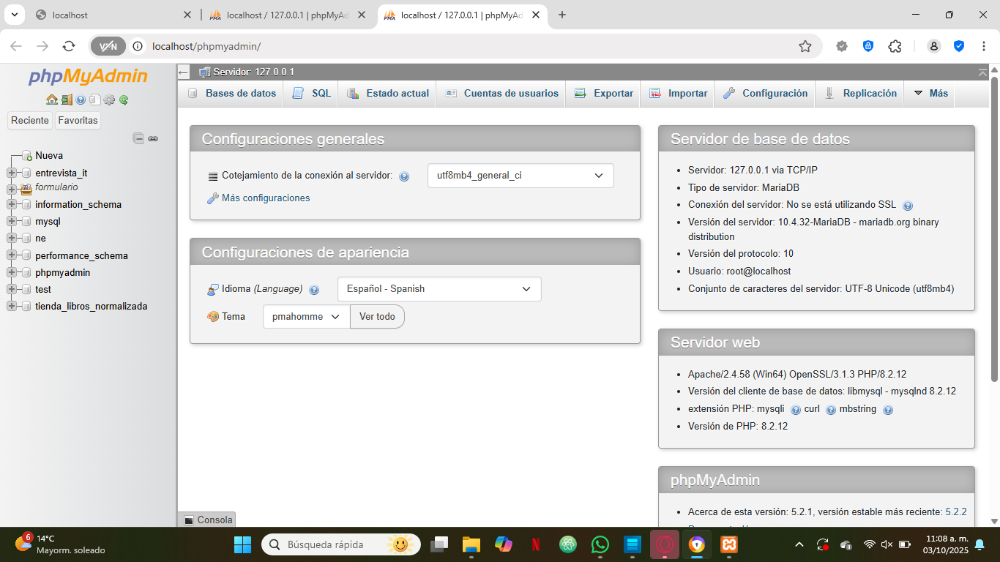 localhost
localhost / 127.0.0.1 | phpMyAd
localhost / 127.0.0.1 | phpMyAd
VPN
localhost/phpmyadmin/
phpMyAdmin
Reciente
Favoritas
Nueva
entrevista_it
formulario
information_schema
mysql
ne
performance_schema
phpmyadmin
test
tienda_libros_normalizada
Servidor: 127.0.0.1
Bases de datos
SQL
Estado actual
Cuentas de usuarios
Exportar
Importar
Configuración
Replicación
Más
Configuraciones generales
Cotejamiento de la conexión al servidor:
utf8mb4_general_ci
Más configuraciones
Configuraciones de apariencia
Idioma (Language)
Español - Spanish
Tema
pmahomme
Ver todo
Servidor de base de datos
Servidor: 127.0.0.1 via TCP/IP
Tipo de servidor: MariaDB
Conexión del servidor: No se está utilizando SSL
Versión del servidor: 10.4.32-MariaDB - mariadb.org binary
distribution
Versión del protocolo: 10
Usuario: root@localhost
Conjunto de caracteres del servidor: UTF-8 Unicode (utf8mb4)
Servidor web
Apache/2.4.58 (Win64) OpenSSL/3.1.3 PHP/8.2.12
Versión del cliente de base de datos: libmysql - mysqlnd 8.2.12
extensión PHP: mysqli curl mbstring
Versión de PHP: 8.2.12
phpMyAdmin
Acerca de esta versión: 5.2.1, versión estable más reciente: 5.2.2
Consola
6
14°C
Mayorm. soleado
Búsqueda rápida
11:08 a. m.
03/10/2025